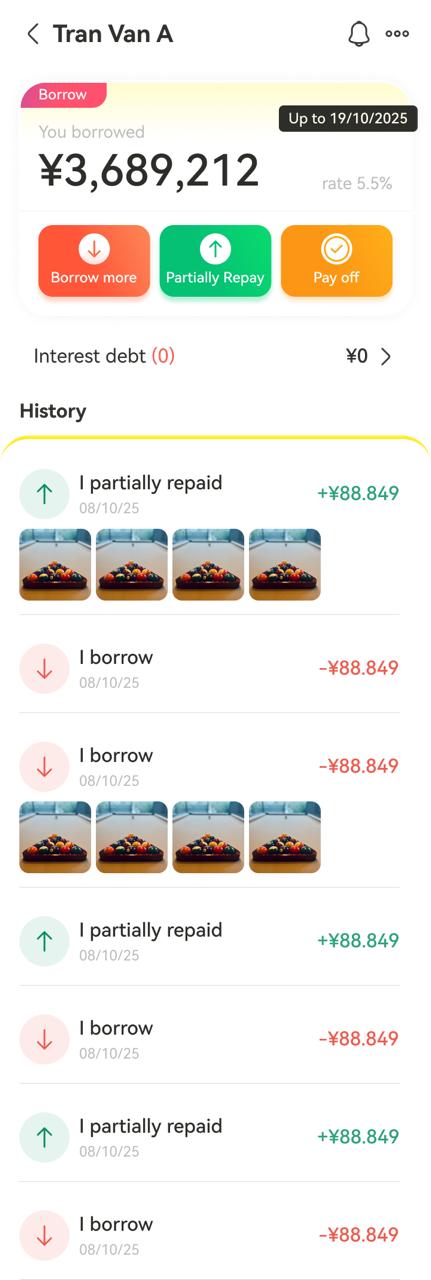 Tran Van A
Borrow
Up to 19/10/2025
You borrowed
¥3,689,212
rate 5.5%
Borrow more
Partially Repay
Pay off
Interest debt (0)
¥0
History
I partially repaid
+¥88.849
08/10/25
I borrow
-¥88.849
08/10/25
I borrow
-¥88.849
08/10/25
I partially repaid
+¥88.849
08/10/25
I borrow
-¥88.849
08/10/25
I partially repaid
+¥88.849
08/10/25
I borrow
-¥88.849
08/10/25